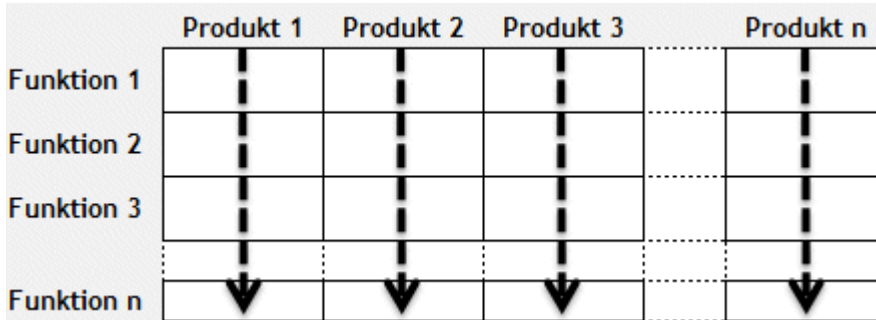 Produkt 1 Produkt 2 Produkt 3 Produkt n
Funktion 1
Funktion 2
Funktion 3
Funktion n